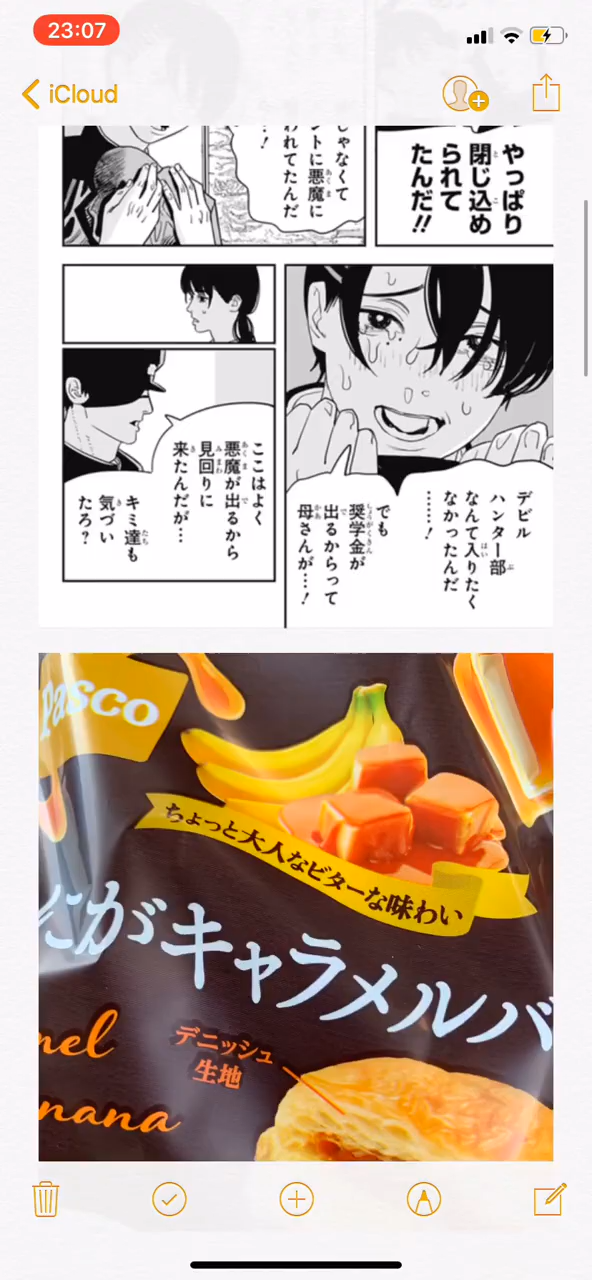 23:07
iCloud
やっぱり
閉じ込め
られて
たんだ!!
じゃなくて
ントに悪魔に
われてたんだ
…!
デビル
ハンター部
なんて入りたく
なかったんだ
……!
でも
奨学金が
出るからって
母さんが…!
ここはよく
悪魔が出るから
見回りに
来たんだが…
キミ達も
気づい
たろ?
Pasco
ちょっと大人なビターな味わい
にがキャラメルバ
mel
nana
デニッシュ
生地